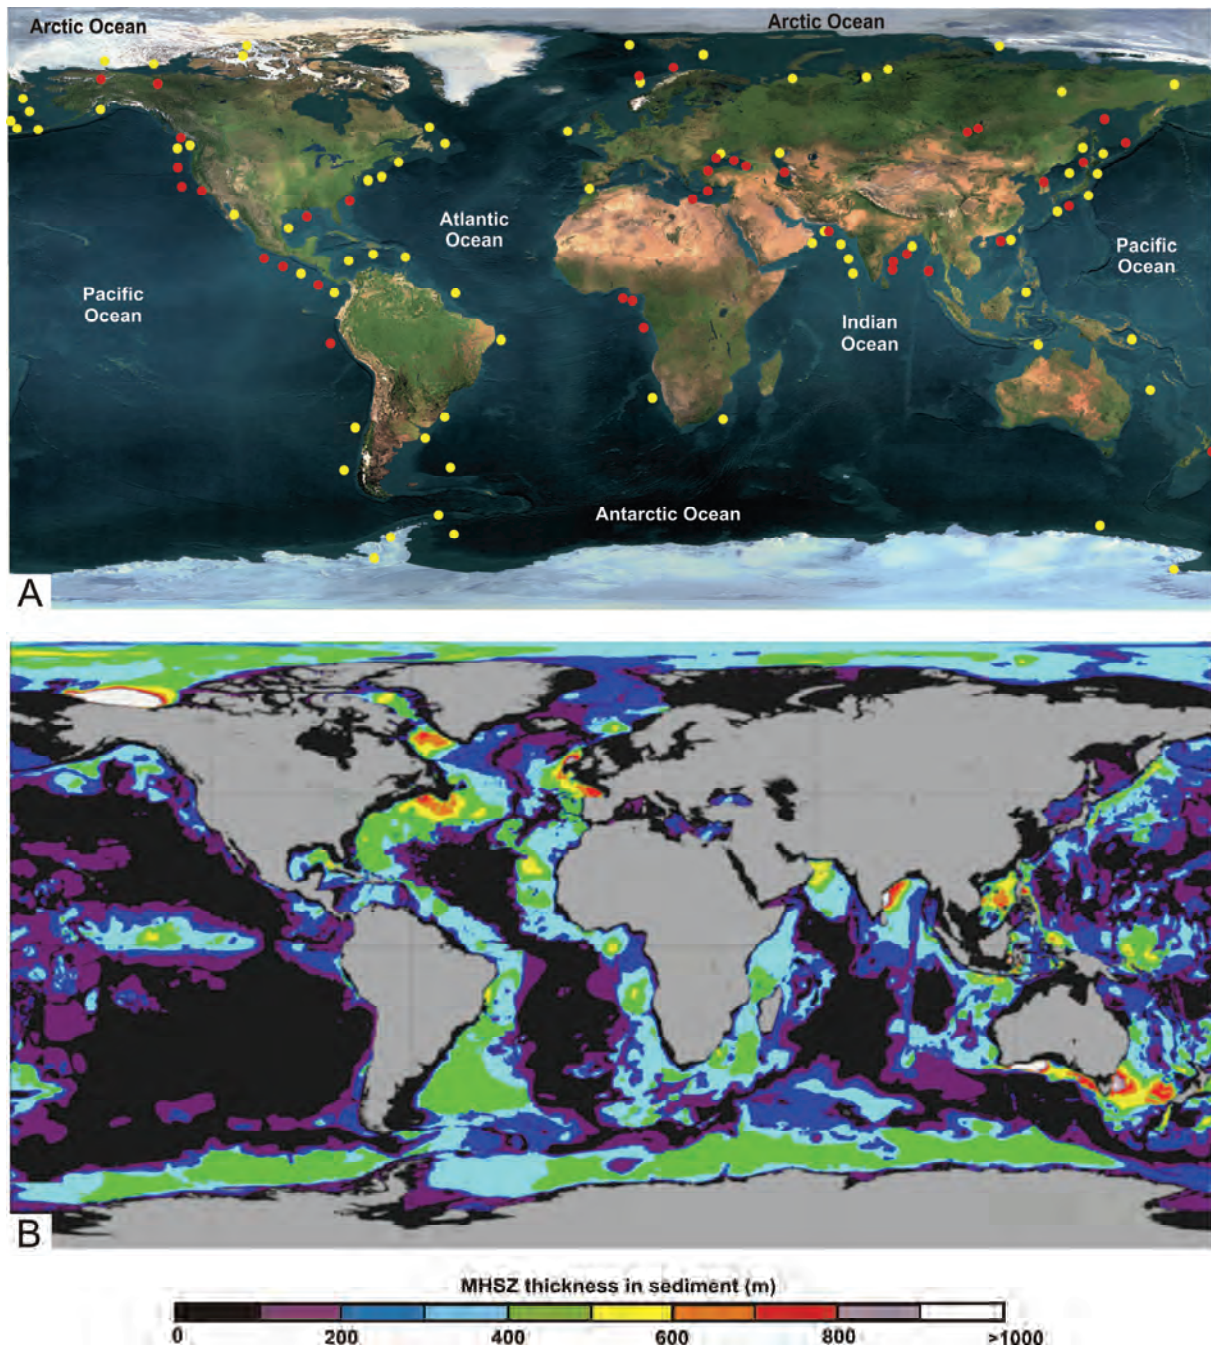 Arctic Ocean
Arctic Ocean
Atlantic
Ocean
Pacific
Ocean
Pacific
Ocean
Indian
Ocean
Antarctic Ocean
A
B
MHSZ thickness in sediment (m)
0 200 400 600 800 >1000